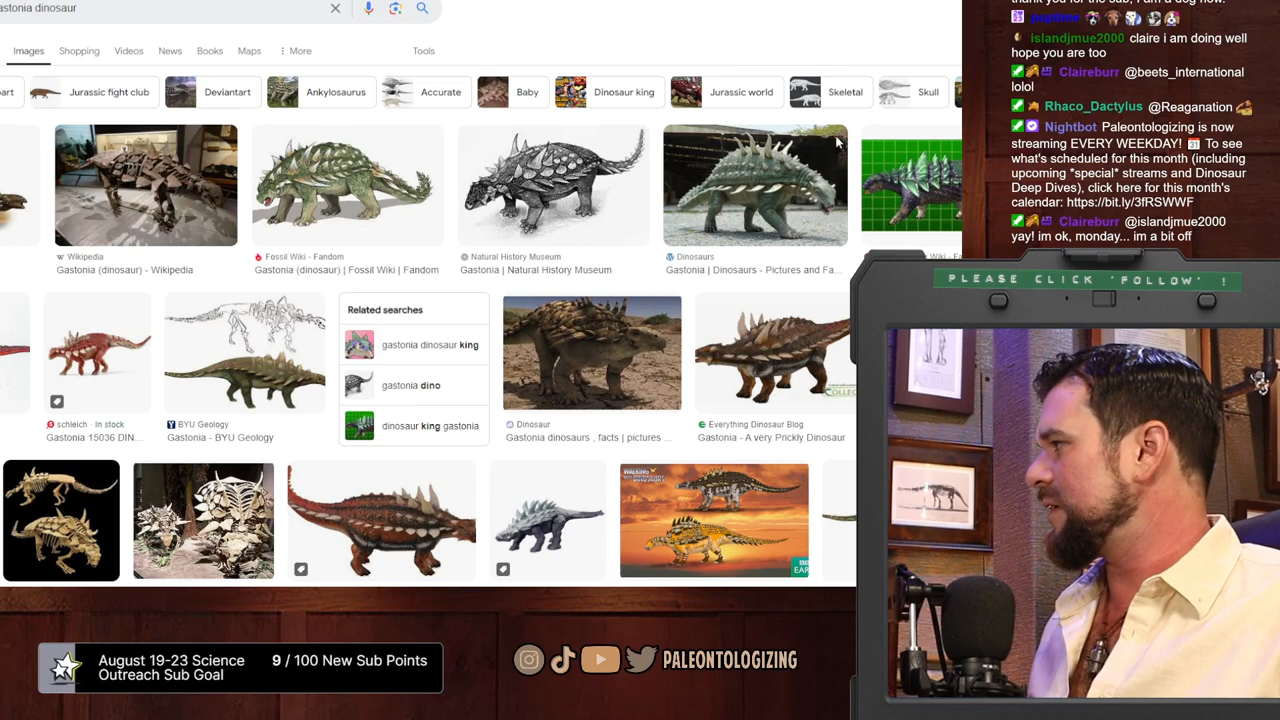 astonia dinosaur
Images
Shopping
Videos
News
Books
Maps
More
Tools
art
Jurassic fight club
Deviantart
Ankylosaurus
Accurate
Baby
Dinosaur king
Jurassic world
Skeletal
Skull
Wikipedia
Gastonia (dinosaur) - Wikipedia
Fossil Wiki - Fandom
Gastonia (dinosaur) | Fossil Wiki | Fandom
Natural History Museum
Gastonia | Natural History Museum
Dinosaurs
Gastonia | Dinosaurs - Pictures and Fa...
schleich · In stock
Gastonia 15036 DIN...
BYU Geology
Gastonia - BYU Geology
Related searches
gastonia dinosaur king
gastonia dino
dinosaur king gastonia
Dinosaur
Gastonia dinosaurs , facts | pictures ...
Everything Dinosaur Blog
Gastonia - A very Prickly Dinosaur
WALKING
DINOSAURS
BBC
EAR
thank you for the sub, I am a dog now.
islandjmue2000 claire i am doing well
hope you are too
Claireburr @beets_international
lolol
Rhaco_Dactylus @Reaganation
Nightbot Paleontologizing is now
streaming EVERY WEEKDAY! To see
what's scheduled for this month (including
upcoming *special* streams and Dinosaur
Deep Dives), click here for this month's
calendar: https://bit.ly/3fRSWWF
Claireburr @islandjmue2000
yay! im ok, monday... im a bit off
PLEASE CLICK 'FOLLOW' !
August 19-23 Science
Outreach Sub Goal
9 / 100 New Sub Points
PALEONTOLOGIZING